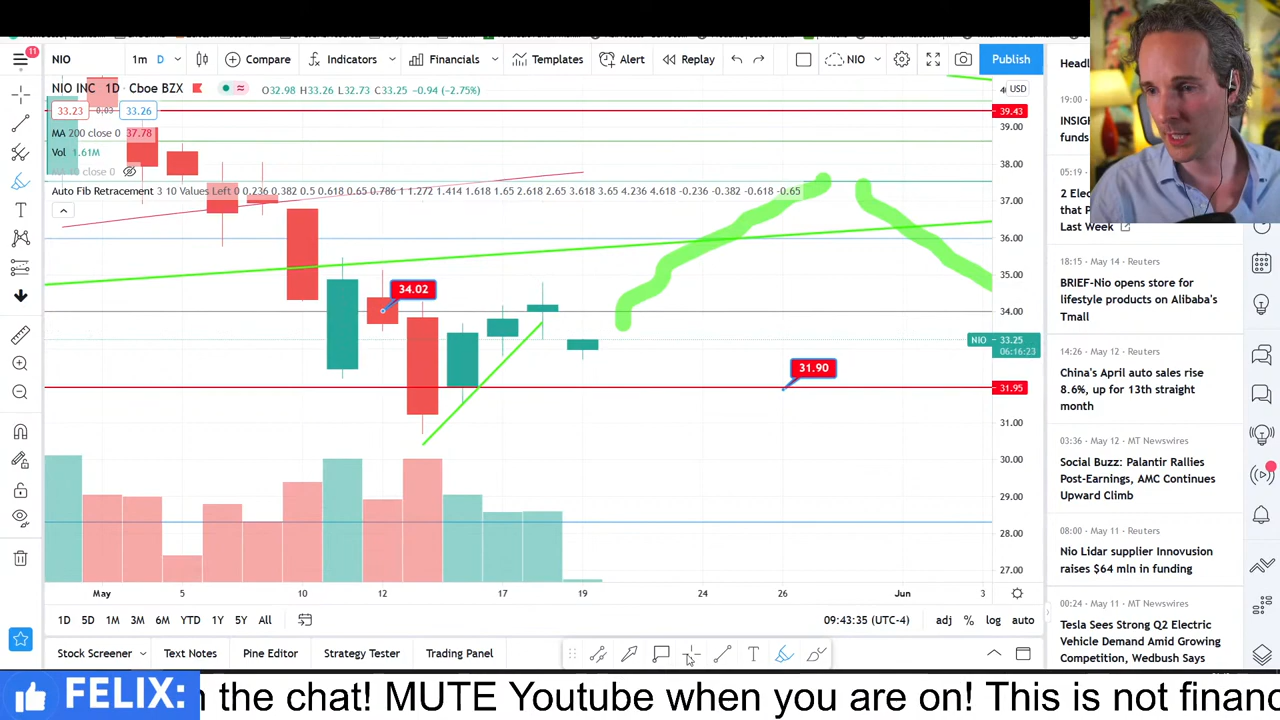 11
NIO
1m
D
Compare
Indicators
Financials
Templates
Alert
Replay
NIO
Publish
NIO INC 1D Cboe BZX
O32.98 H33.26 L32.73 C33.25 -0.94 (-2.75%)
33.23
0.03
33.26
MA 200 close 0 37.78
Vol 1.61M
MA 10 close 0
Auto Fib Retracement 3 10 Values Left 0 0.236 0.382 0.5 0.618 0.65 0.786 1 1.272 1.414 1.618 1.65 2.618 2.65 3.618 3.65 4.236 4.618 -0.236 -0.382 -0.618 -0.65
USD
39.43
39.00
38.00
37.00
36.00
35.00
34.00
NIO
33.25
06:16:23
31.95
31.00
30.00
29.00
28.00
27.00
34.02
31.90
May
5
10
12
17
19
24
26
Jun
3
1D
5D
1M
3M
6M
YTD
1Y
5Y
All
09:43:35 (UTC-4)
adj
%
log
auto
Stock Screener
Text Notes
Pine Editor
Strategy Tester
Trading Panel
Headl
19:00
INSIG
funds
05:19
2 Elec
that P
Last Week
18:15 May 14 Reuters
BRIEF-Nio opens store for
lifestyle products on Alibaba's
Tmall
14:26 May 12 Reuters
China's April auto sales rise
8.6%, up for 13th straight
month
03:36 May 12 MT Newswires
Social Buzz: Palantir Rallies
Post-Earnings, AMC Continues
Upward Climb
08:00 May 11 Reuters
Nio Lidar supplier Innovusion
raises $64 mln in funding
00:24 May 11 MT Newswires
Tesla Sees Strong Q2 Electric
Vehicle Demand Amid Growing
Competition, Wedbush Says
FELIX:
n the chat! MUTE Youtube when you are on! This is not financ